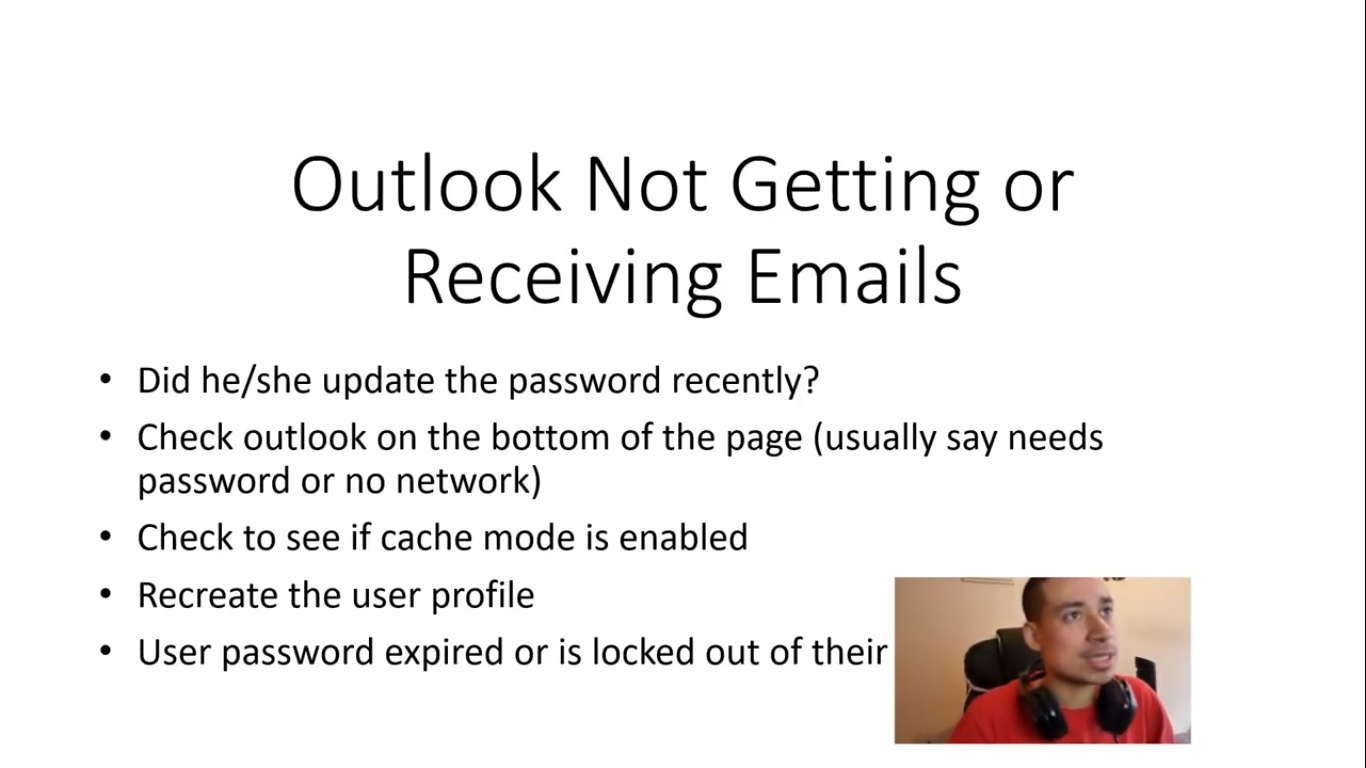 Outlook Not Getting or
Receiving Emails
• Did he/she update the password recently?
• Check outlook on the bottom of the page (usually say needs
password or no network)
• Check to see if cache mode is enabled
• Recreate the user profile
• User password expired or is locked out of their